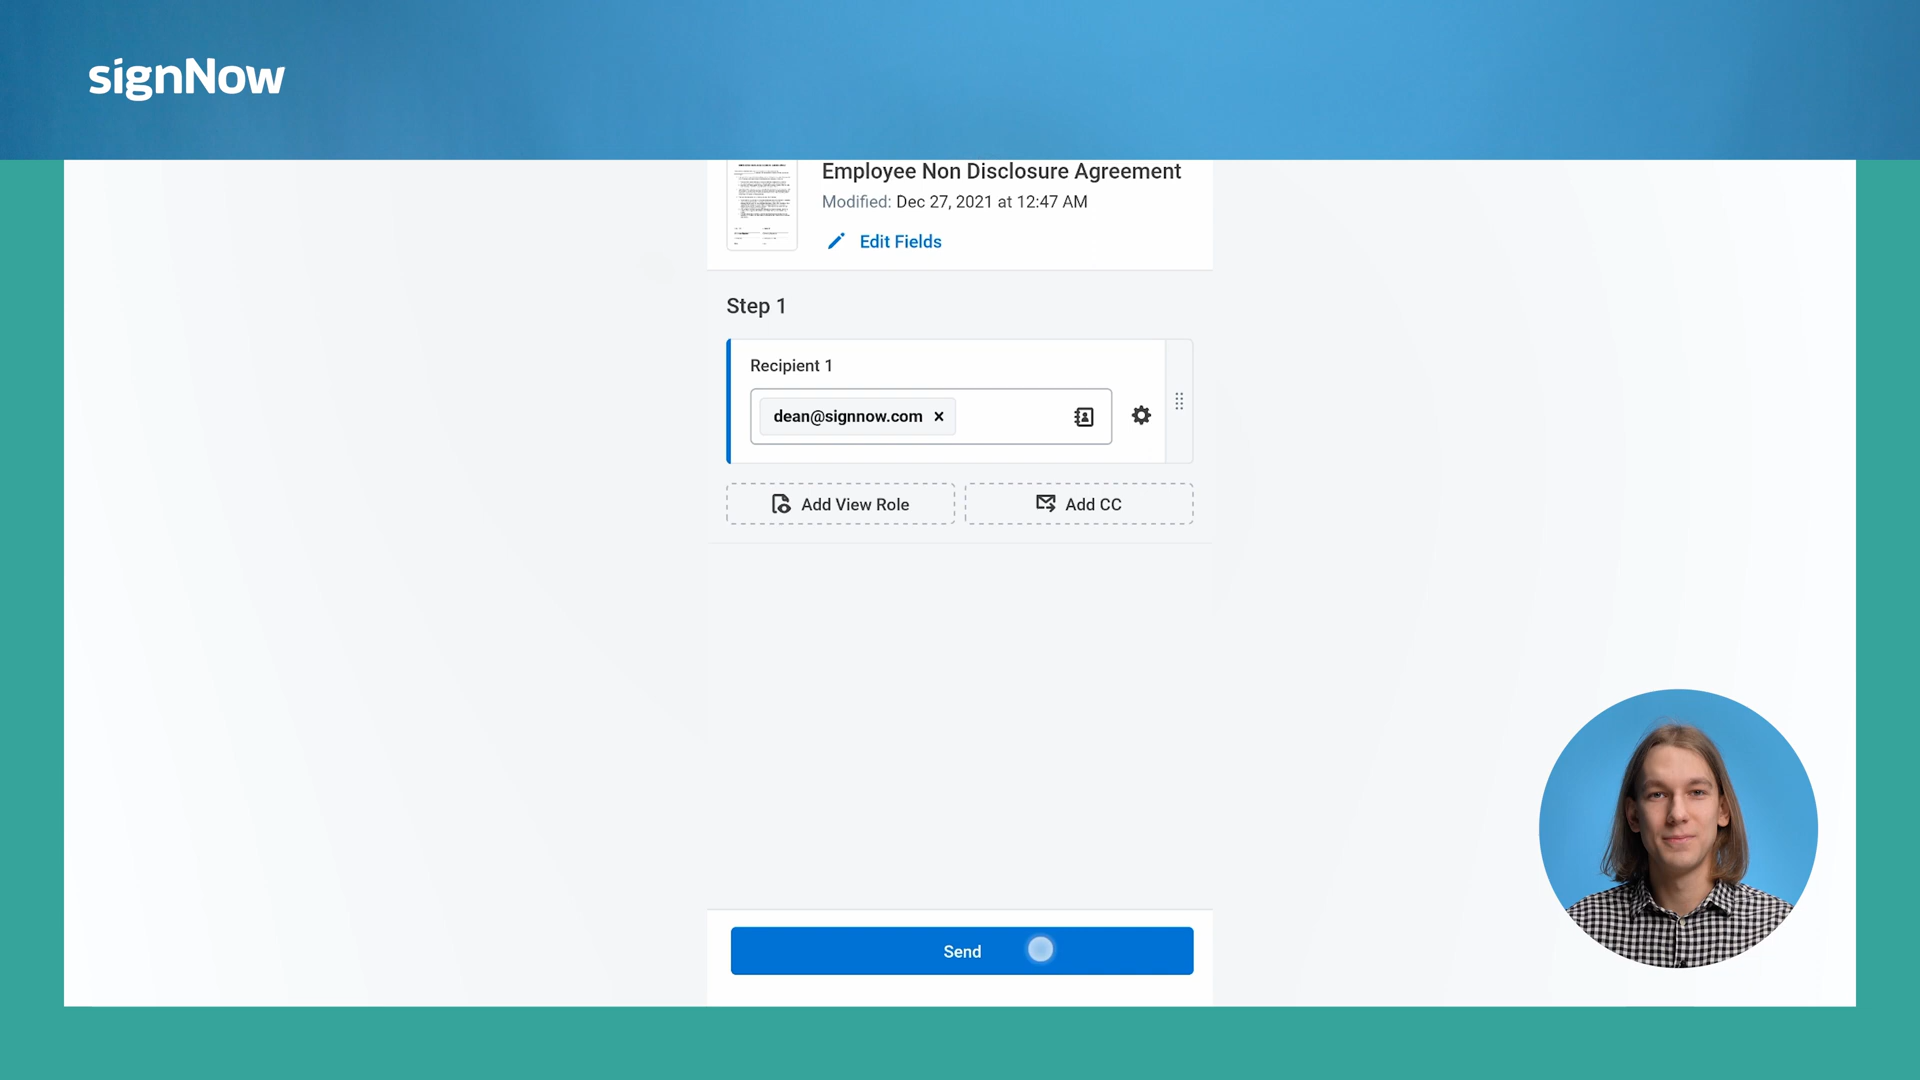 signNow
Employee Non Disclosure Agreement
Modified: Dec 27, 2021 at 12:47 AM
Edit Fields
Step 1
Recipient 1
dean@signnow.com ×
Add View Role
Add CC
Send